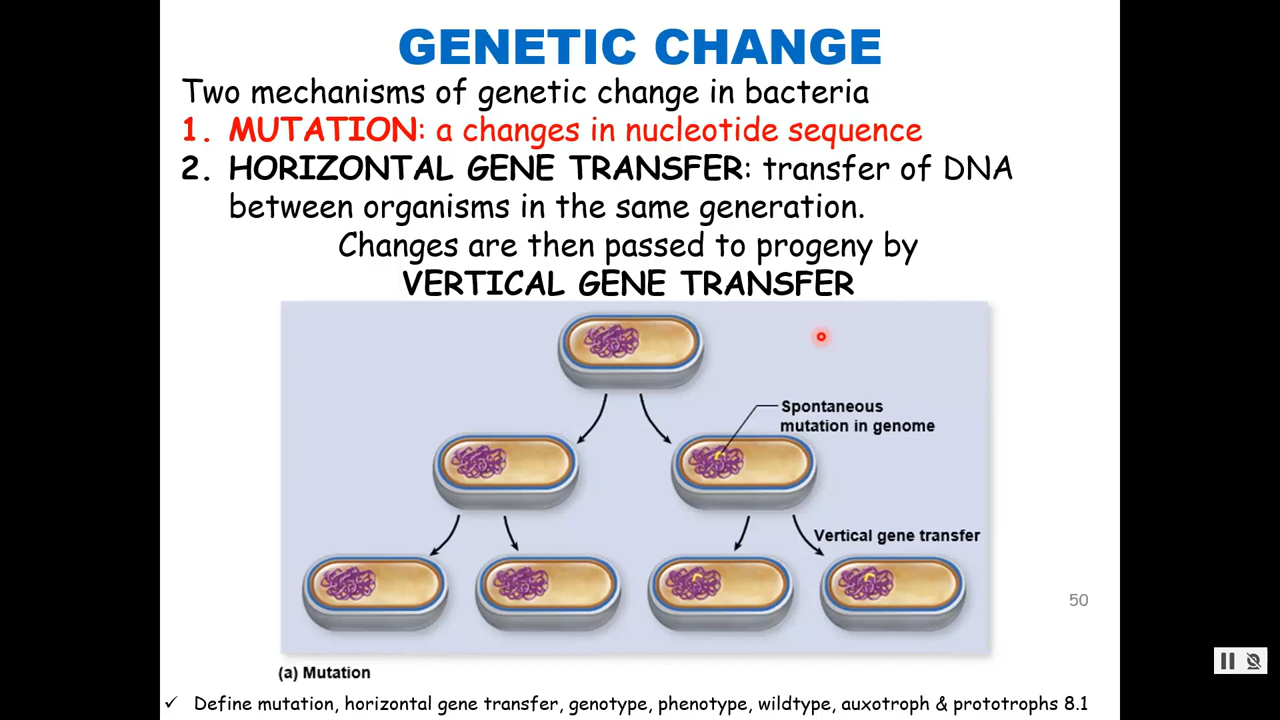 GENETIC CHANGE
Two mechanisms of genetic change in bacteria
1. MUTATION: a changes in nucleotide sequence
2. HORIZONTAL GENE TRANSFER: transfer of DNA
between organisms in the same generation.
Changes are then passed to progeny by
VERTICAL GENE TRANSFER
Spontaneous
mutation in genome
Vertical gene transfer
50
(a) Mutation
✓ Define mutation, horizontal gene transfer, genotype, phenotype, wildtype, auxotroph & prototrophs 8.1